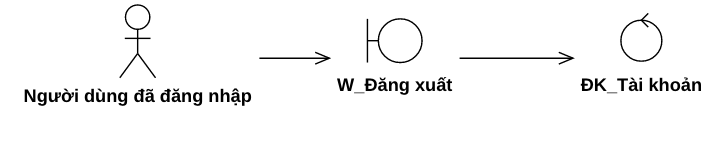 Người dùng đã đăng nhập
W_Đăng xuất
ĐK_Tài khoản